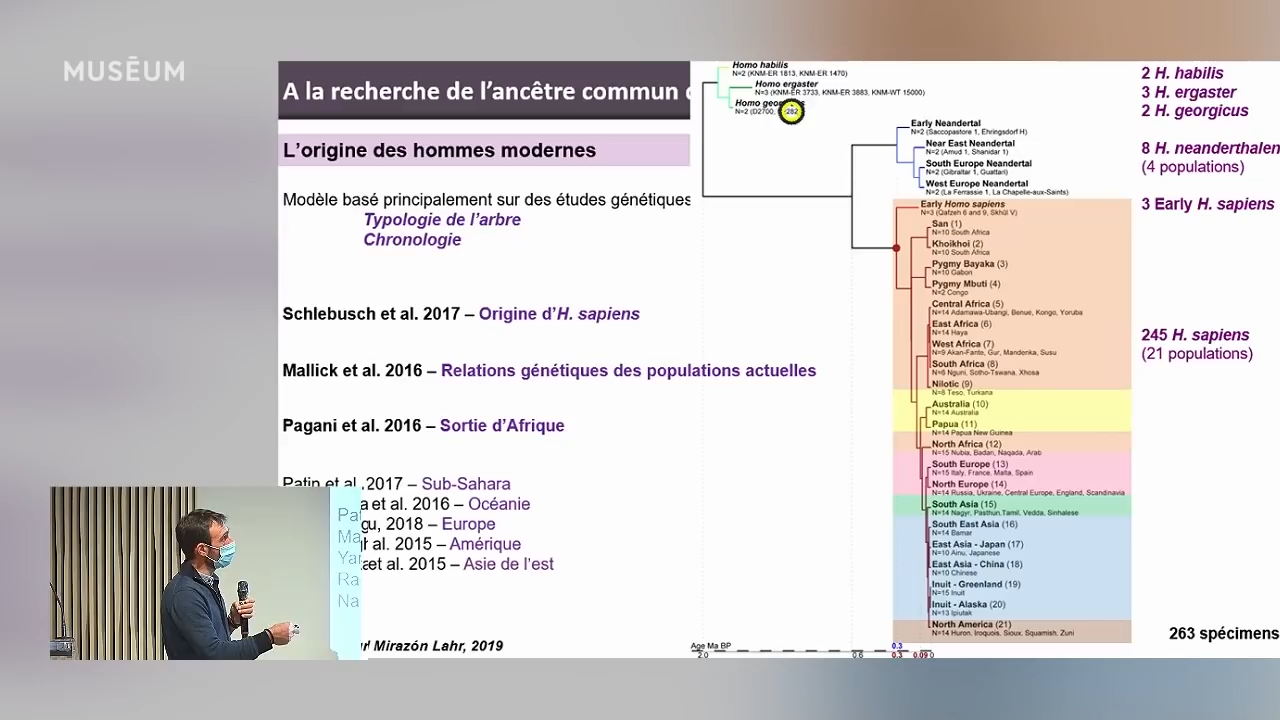 MUSĒUM
A la recherche de l'ancêtre commun
L'origine des hommes modernes
Modèle basé principalement sur des études génétiques
Typologie de l'arbre
Chronologie
Schlebusch et al. 2017 – Origine d'H. sapiens
Mallick et al. 2016 – Relations génétiques des populations actuelles
Pagani et al. 2016 – Sortie d'Afrique
Patin et al. 2017 – Sub-Sahara
et al. 2016 – Océanie
2018 – Europe
al. 2015 – Amérique
et al. 2015 – Asie de l'est
Mirazón Lahr, 2019
Pat
Ma
Ya
Ra
Na
Homo habilis
N=2 (KNM-ER 1813, KNM-ER 1470)
Homo ergaster
N=3 (KNM-ER 3733, KNM-ER 3883, KNM-WT 15000)
Homo
N=2 (D2700, 282
Early Neandertal
N=2 (Saccopastore 1, Ehringsdorf H)
Near East Neandertal
N=2 (Amud 1, Shanidar 1)
South Europe Neandertal
N=2 (Gibraltar 1, Guattari)
West Europe Neandertal
N=2 (La Ferrassie 1, La Chapelle-aux-Saints)
Early Homo sapiens
N=3 (Qafzeh 6 and 9, Skhūl V)
San (1)
N=10 South Africa
Khoikhoi (2)
N=10 South Africa
Pygmy Bayaka (3)
N=10 Gabon
Pygmy Mbuti (4)
N=2 Congo
Central Africa (5)
N=14 Adamawa-Ubangi, Benue, Kongo, Yoruba
East Africa (6)
N=14 Haya
West Africa (7)
N=9 Akan-Fante, Gur, Mandenka, Susu
South Africa (8)
N=6 Nguni, Sotho-Tswana, Xhosa
Nilotic (9)
N=8 Teso, Turkana
Australia (10)
N=14 Australia
Papua (11)
N=14 Papua New Guinea
North Africa (12)
N=15 Nubia, Badari, Naqada, Arab
South Europe (13)
N=15 Italy, France, Malta, Spain
North Europe (14)
N=14 Russia, Ukraine, Central Europe, England, Scandinavia
South Asia (15)
N=14 Nagyr, Pasthun,Tamil, Vedda, Sinhalese
South East Asia (16)
N=14 Bamar
East Asia - Japan (17)
N=10 Ainu, Japanese
East Asia - China (18)
N=10 Chinese
Inuit - Greenland (19)
N=15 Inuit
Inuit - Alaska (20)
N=13 Ipiutak
North America (21)
N=14 Huron, Iroquois, Sioux, Squamish, Zuni
Age Ma BP
0.3
2.0 0.6 0.3 0.09 0
2 H. habilis
3 H. ergaster
2 H. georgicus
8 H. neanderthalen
(4 populations)
3 Early H. sapiens
245 H. sapiens
(21 populations)
263 spécimens